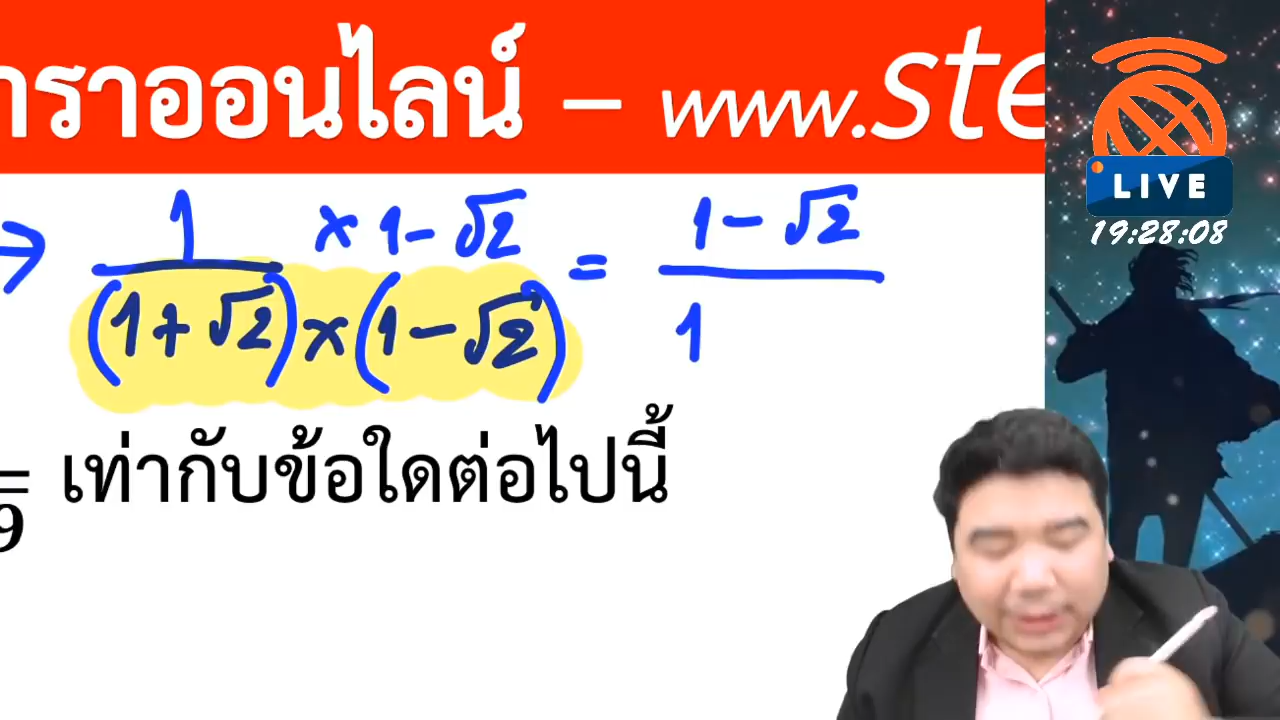 ราออนไลน์ – www.ste
LIVE
19:28:08
→ 1 × 1 - √2 = 1 - √2
(1 + √2) × (1 - √2) 1
9 เท่ากับข้อใดต่อไปนี้